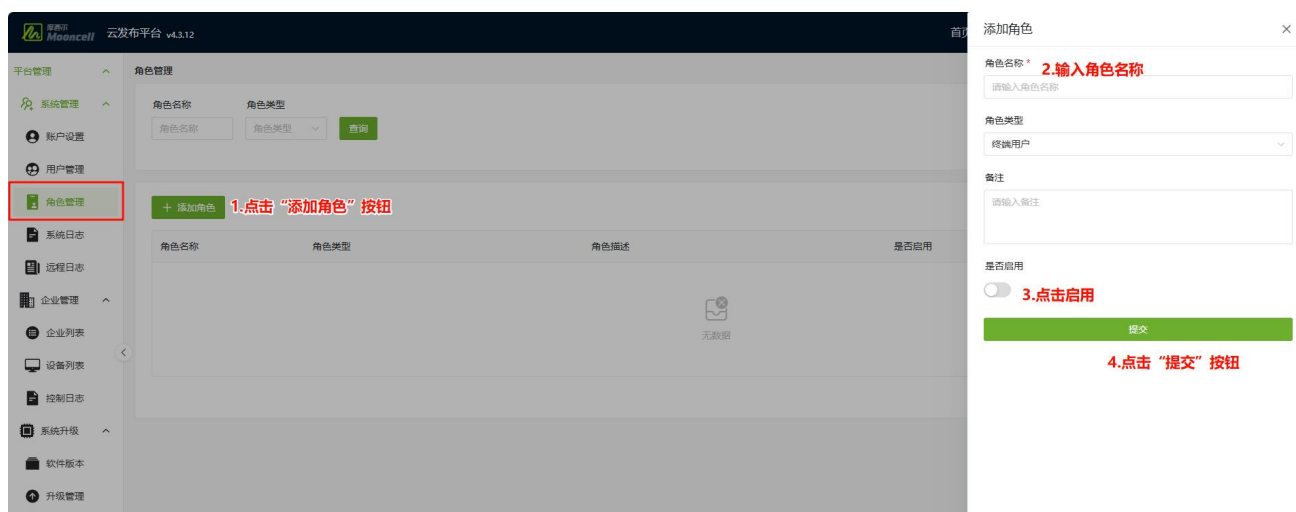 摩西尔
Mooncell 云发布平台 v4.3.12
首页
平台管理
系统管理
账户设置
用户管理
角色管理
系统日志
远程日志
企业管理
企业列表
设备列表
控制日志
系统升级
软件版本
升级管理
角色管理
角色名称 角色类型
角色名称 角色类型 查询
+ 添加角色 1.点击“添加角色”按钮
角色名称 角色类型 角色描述 是否启用
无数据
添加角色
角色名称 * 2.输入角色名称
请输入角色名称
角色类型
终端用户
备注
请输入备注
是否启用
3.点击启用
提交
4.点击“提交”按钮